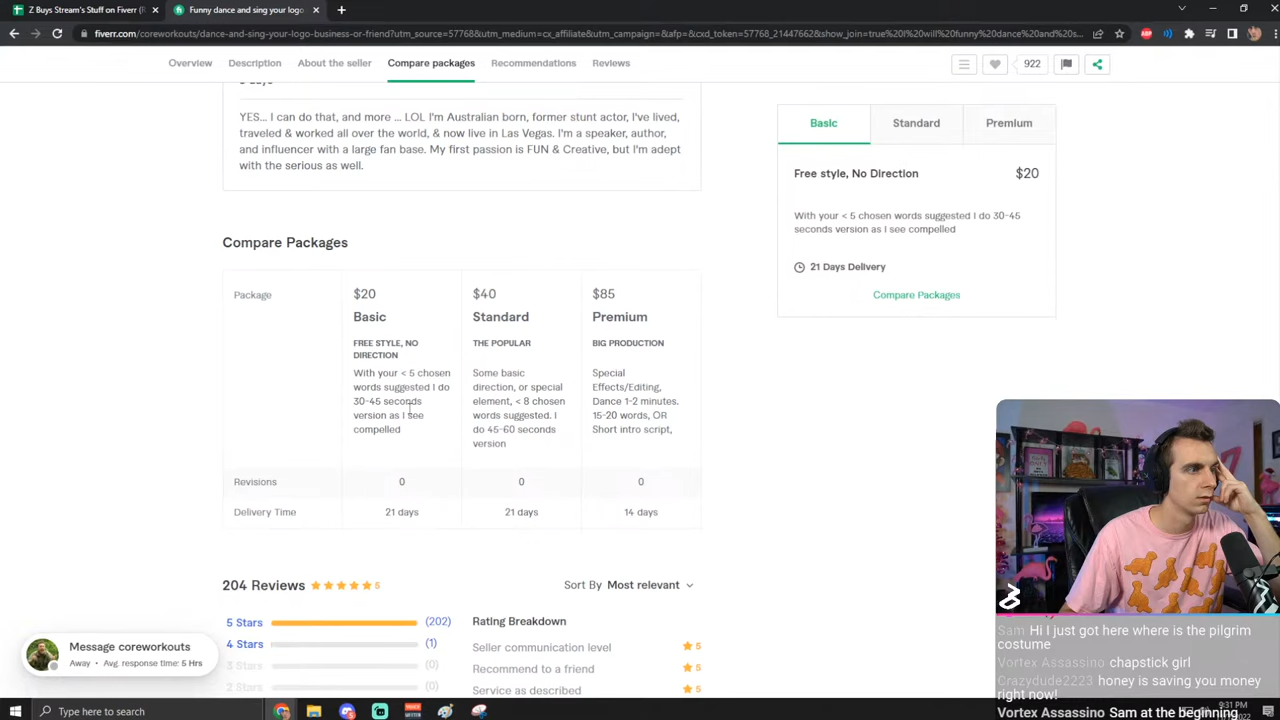 Z Buys Stream's Stuff on Fiverr (R
Funny dance and sing your logo
fiverr.com/coreworkouts/dance-and-sing-your-logo-business-or-friend?utm_source=57768&utm_medium=cx_affiliate&utm_campaign=&afp=&cxd_token=57768_21447662&show_join=true
Overview
Description
About the seller
Compare packages
Recommendations
Reviews
922
YES... I can do that, and more ... LOL I'm Australian born, former stunt actor, I've lived,
traveled & worked all over the world, & now live in Las Vegas. I'm a speaker, author,
and influencer with a large fan base. My first passion is FUN & Creative, but I'm adept
with the serious as well.
Basic
Standard
Premium
Free style, No Direction
$20
With your < 5 chosen words suggested I do 30-45
seconds version as I see compelled
21 Days Delivery
Compare Packages
Compare Packages
Package
$20
Basic
FREE STYLE, NO
DIRECTION
With your < 5 chosen
words suggested I do
30-45 seconds
version as I see
compelled
$40
Standard
THE POPULAR
Some basic
direction, or special
element, < 8 chosen
words suggested. I
do 45-60 seconds
version
$85
Premium
BIG PRODUCTION
Special
Effects/Editing,
Dance 1-2 minutes.
15-20 words, OR
Short intro script,
Revisions
0
0
0
Delivery Time
21 days
21 days
14 days
204 Reviews
5
Sort By Most relevant
5 Stars
(202)
4 Stars
(1)
3 Stars
(0)
2 Stars
(0)
Rating Breakdown
Seller communication level
5
Recommend to a friend
5
Service as described
5
Message coreworkouts
Away • Avg. response time: 5 Hrs
Sam Hi I just got here where is the pilgrim
costume
Vortex Assassino chapstick girl
Crazydude2223 honey is saving you money
right now!
Vortex Assassino Sam at the beginning
Type here to search
9:31 PM